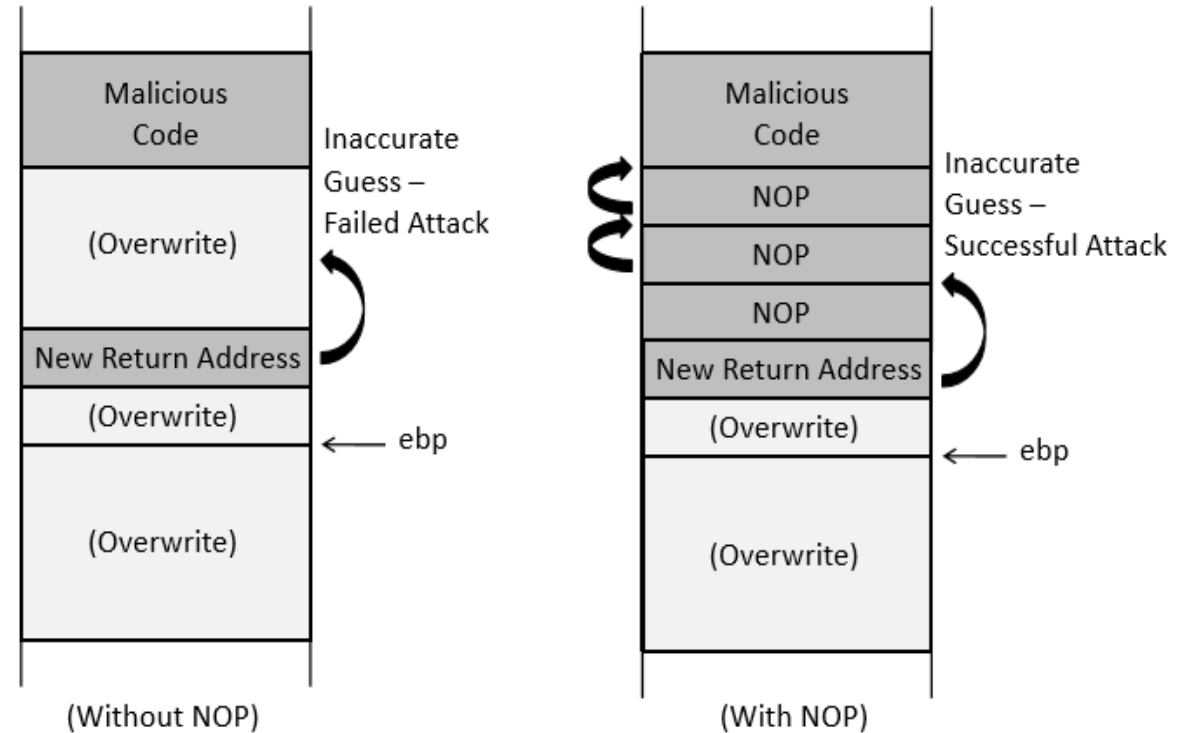 Malicious
Code
Inaccurate
Guess –
Failed Attack
(Overwrite)
New Return Address
(Overwrite)
ebp
(Overwrite)
(Without NOP)
Malicious
Code
Inaccurate
Guess –
Successful Attack
NOP
NOP
NOP
New Return Address
(Overwrite)
ebp
(Overwrite)
(With NOP)